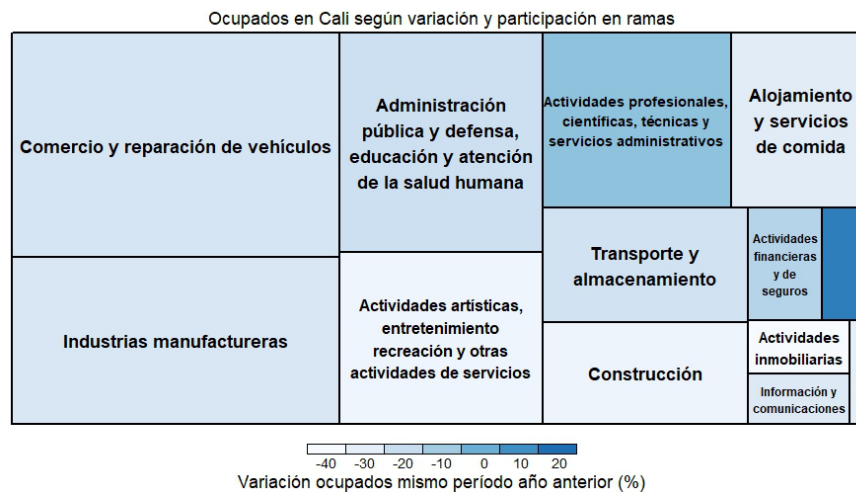 Ocupados en Cali según variación y participación en ramas
Comercio y reparación de vehículos
Industrias manufactureras
Administración
pública y defensa,
educación y atención
de la salud humana
Actividades artísticas,
entretenimiento
recreación y otras
actividades de servicios
Actividades profesionales,
científicas, técnicas y
servicios administrativos
Alojamiento
y servicios
de comida
Transporte y
almacenamiento
Actividades
financieras
y de
seguros
Construcción
Actividades
inmobiliarias
Información y
comunicaciones
-40 -30 -20 -10 0 10 20
Variación ocupados mismo período año anterior (%)